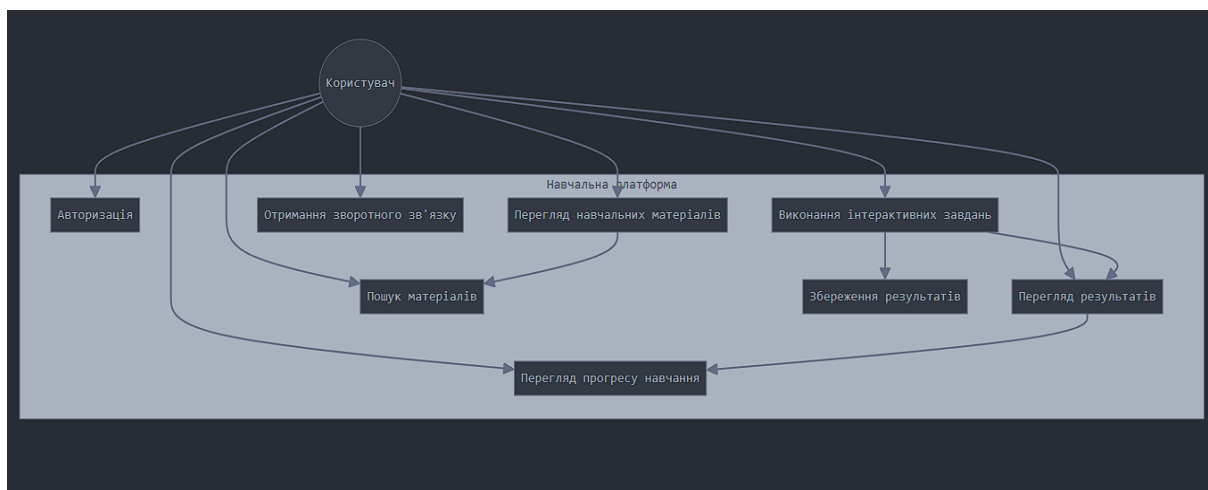 Користувач
Навчальна платформа
Авторизація
Отримання зворотного зв'язку
Перегляд навчальних матеріалів
Виконання інтерактивних завдань
Пошук матеріалів
Збереження результатів
Перегляд результатів
Перегляд прогресу навчання